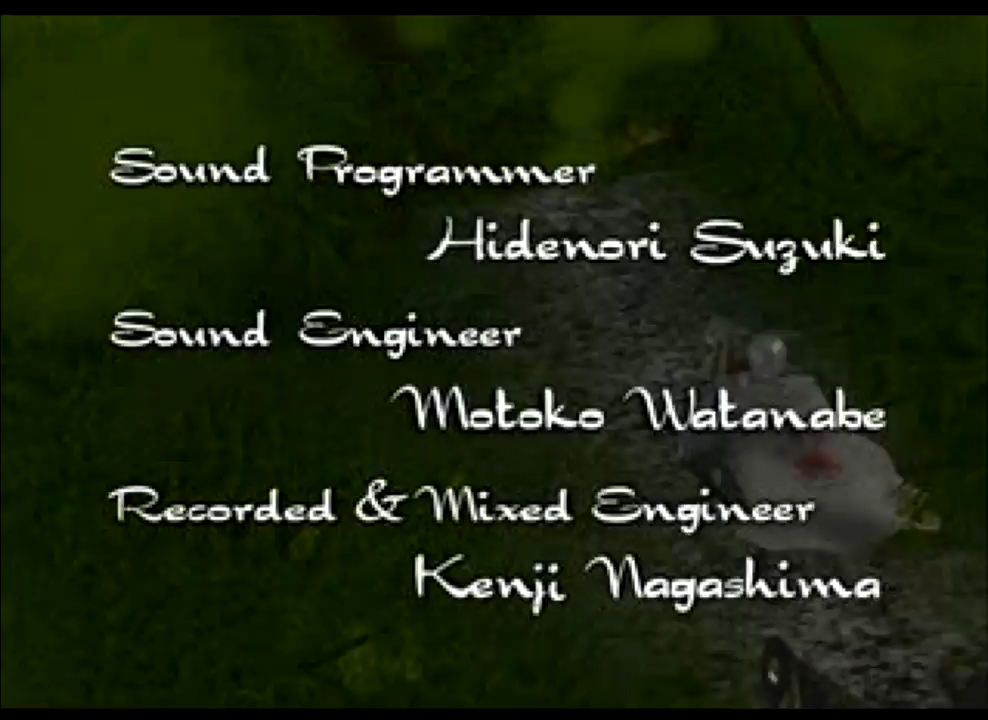 Sound Programmer
Hidenori Suzuki
Sound Engineer
Motoko Watanabe
Recorded & Mixed Engineer
Kenji Nagashima